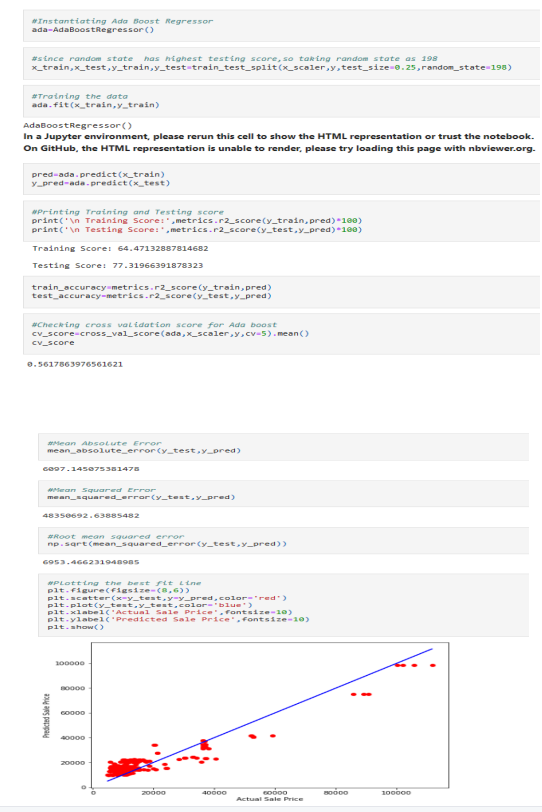 #Instantiating Ada Boost Regressor
ada=AdaBoostRegressor()
#since random state  has highest testing score,so taking random state as 198
x_train,x_test,y_train,y_test=train_test_split(x_scaler,y,test_size=0.25,random_state=198)
#Training the data
ada.fit(x_train,y_train)
AdaBoostRegressor()
In a Jupyter environment, please rerun this cell to show the HTML representation or trust the notebook.
On GitHub, the HTML representation is unable to render, please try loading this page with nbviewer.org.
pred=ada.predict(x_train)
y_pred=ada.predict(x_test)
#Printing Training and Testing score
print('\n Training Score:',metrics.r2_score(y_train,pred)*100)
print('\n Testing Score:',metrics.r2_score(y_test,y_pred)*100)
Training Score: 64.47132887814682
Testing Score: 77.31966391878323
train_accuracy=metrics.r2_score(y_train,pred)
test_accuracy=metrics.r2_score(y_test,y_pred)
#Checking cross validation score for Ada boost
cv_score=cross_val_score(ada,x_scaler,y,cv=5).mean()
cv_score
0.5617863976561621
#Mean Absolute Error
mean_absolute_error(y_test,y_pred)
6097.145075381478
#Mean Squared Error
mean_squared_error(y_test,y_pred)
48350692.63885482
#Root mean squared error
np.sqrt(mean_squared_error(y_test,y_pred))
6953.466231948985
#Plotting the best fit line
plt.figure(figsize=(8,6))
plt.scatter(x=y_test,y=y_pred,color='red')
plt.plot(y_test,y_test,color='blue')
plt.xlabel('Actual Sale Price',fontsize=10)
plt.ylabel('Predicted Sale Price',fontsize=10)
plt.show()
100000
80000
60000
40000
20000
0
Predicted Sale Price
0 20000 40000 60000 80000 100000
Actual Sale Price